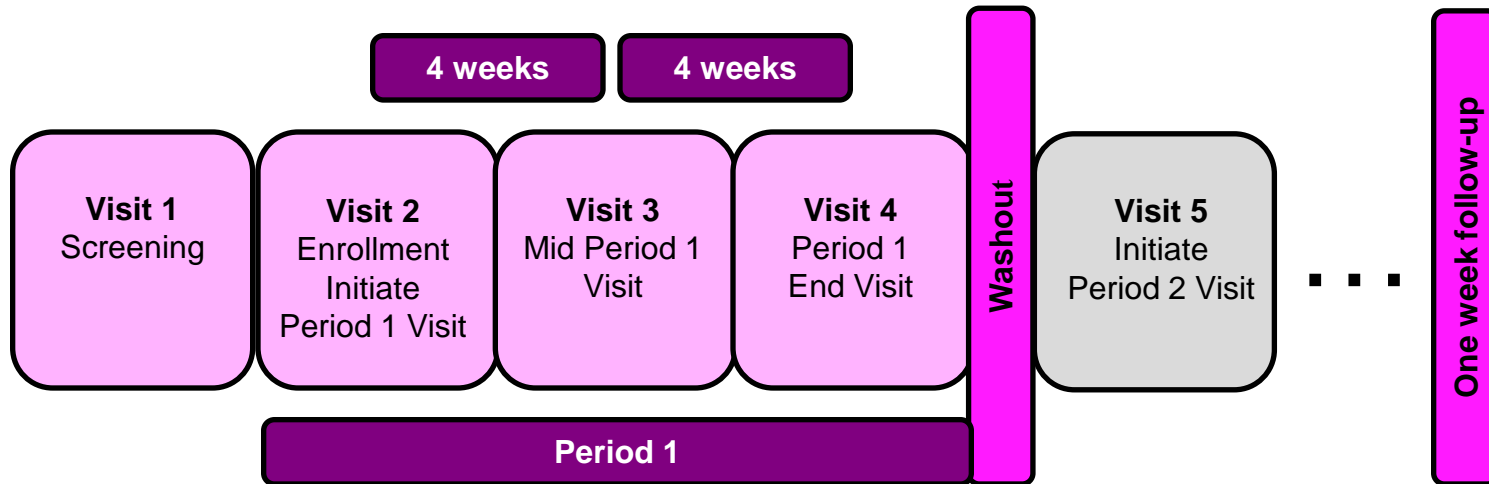 4 weeks
4 weeks
Visit 1
Screening
Visit 2
Enrollment
Initiate
Period 1 Visit
Visit 3
Mid Period 1
Visit
Visit 4
Period 1
End Visit
Washout
Visit 5
Initiate
Period 2 Visit
. . .
One week follow-up
Period 1